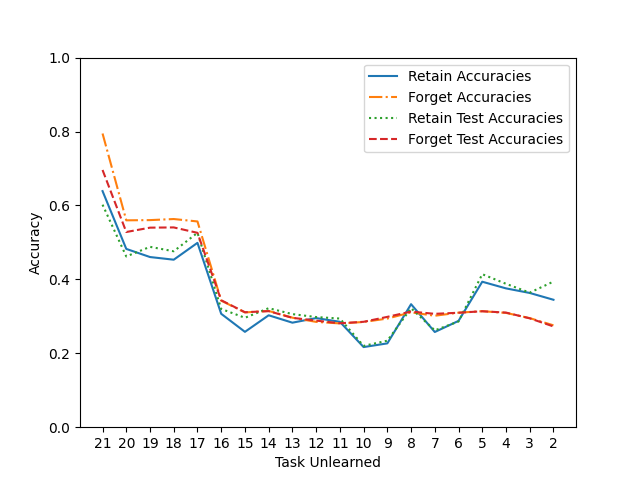 1.0
0.8
0.6
0.4
0.2
0.0
Accuracy
Retain Accuracies
Forget Accuracies
Retain Test Accuracies
Forget Test Accuracies
21 20 19 18 17 16 15 14 13 12 11 10 9 8 7 6 5 4 3 2
Task Unlearned